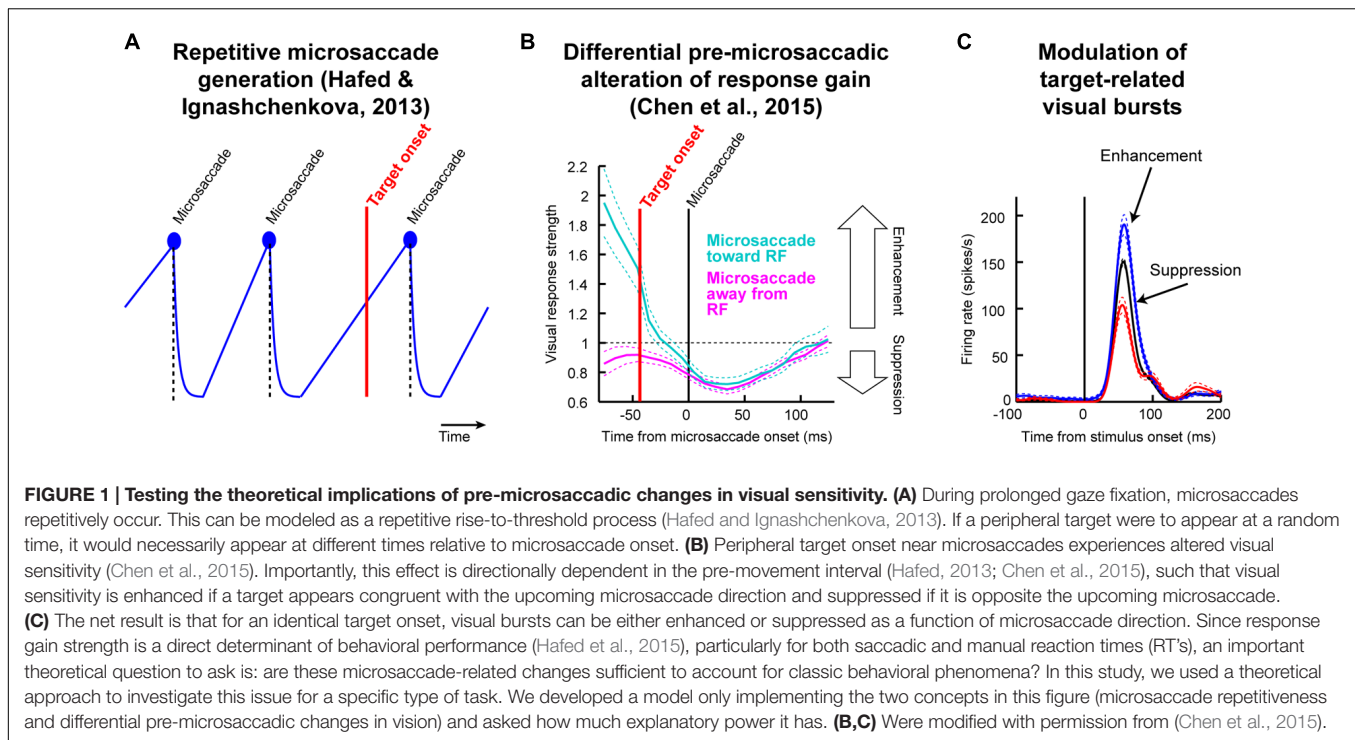 A
Repetitive microsaccade
generation (Hafed &
Ignashchenkova, 2013)
Microsaccade
Microsaccade
Target onset
Microsaccade
Time
B
Differential pre-microsaccadic
alteration of response gain
(Chen et al., 2015)
Target onset
Microsaccade
Visual response strength
2.2
2
1.8
1.6
1.4
1.2
1
0.8
0.6
Microsaccade
toward RF
Microsaccade
away from
RF
Enhancement
Suppression
-50
0
50
100
Time from microsaccade onset (ms)
C
Modulation of
target-related
visual bursts
Enhancement
Suppression
Firing rate (spikes/s)
200
150
100
50
0
-100
0
100
200
Time from stimulus onset (ms)
FIGURE 1 | Testing the theoretical implications of pre-microsaccadic changes in visual sensitivity. (A) During prolonged gaze fixation, microsaccades
repetitively occur. This can be modeled as a repetitive rise-to-threshold process (Hafed and Ignashchenkova, 2013). If a peripheral target were to appear at a random
time, it would necessarily appear at different times relative to microsaccade onset. (B) Peripheral target onset near microsaccades experiences altered visual
sensitivity (Chen et al., 2015). Importantly, this effect is directionally dependent in the pre-movement interval (Hafed, 2013; Chen et al., 2015), such that visual
sensitivity is enhanced if a target appears congruent with the upcoming microsaccade direction and suppressed if it is opposite the upcoming microsaccade.
(C) The net result is that for an identical target onset, visual bursts can be either enhanced or suppressed as a function of microsaccade direction. Since response
gain strength is a direct determinant of behavioral performance (Hafed et al., 2015), particularly for both saccadic and manual reaction times (RT's), an important
theoretical question to ask is: are these microsaccade-related changes sufficient to account for classic behavioral phenomena? In this study, we used a theoretical
approach to investigate this issue for a specific type of task. We developed a model only implementing the two concepts in this figure (microsaccade repetitiveness
and differential pre-microsaccadic changes in vision) and asked how much explanatory power it has. (B,C) Were modified with permission from (Chen et al., 2015).